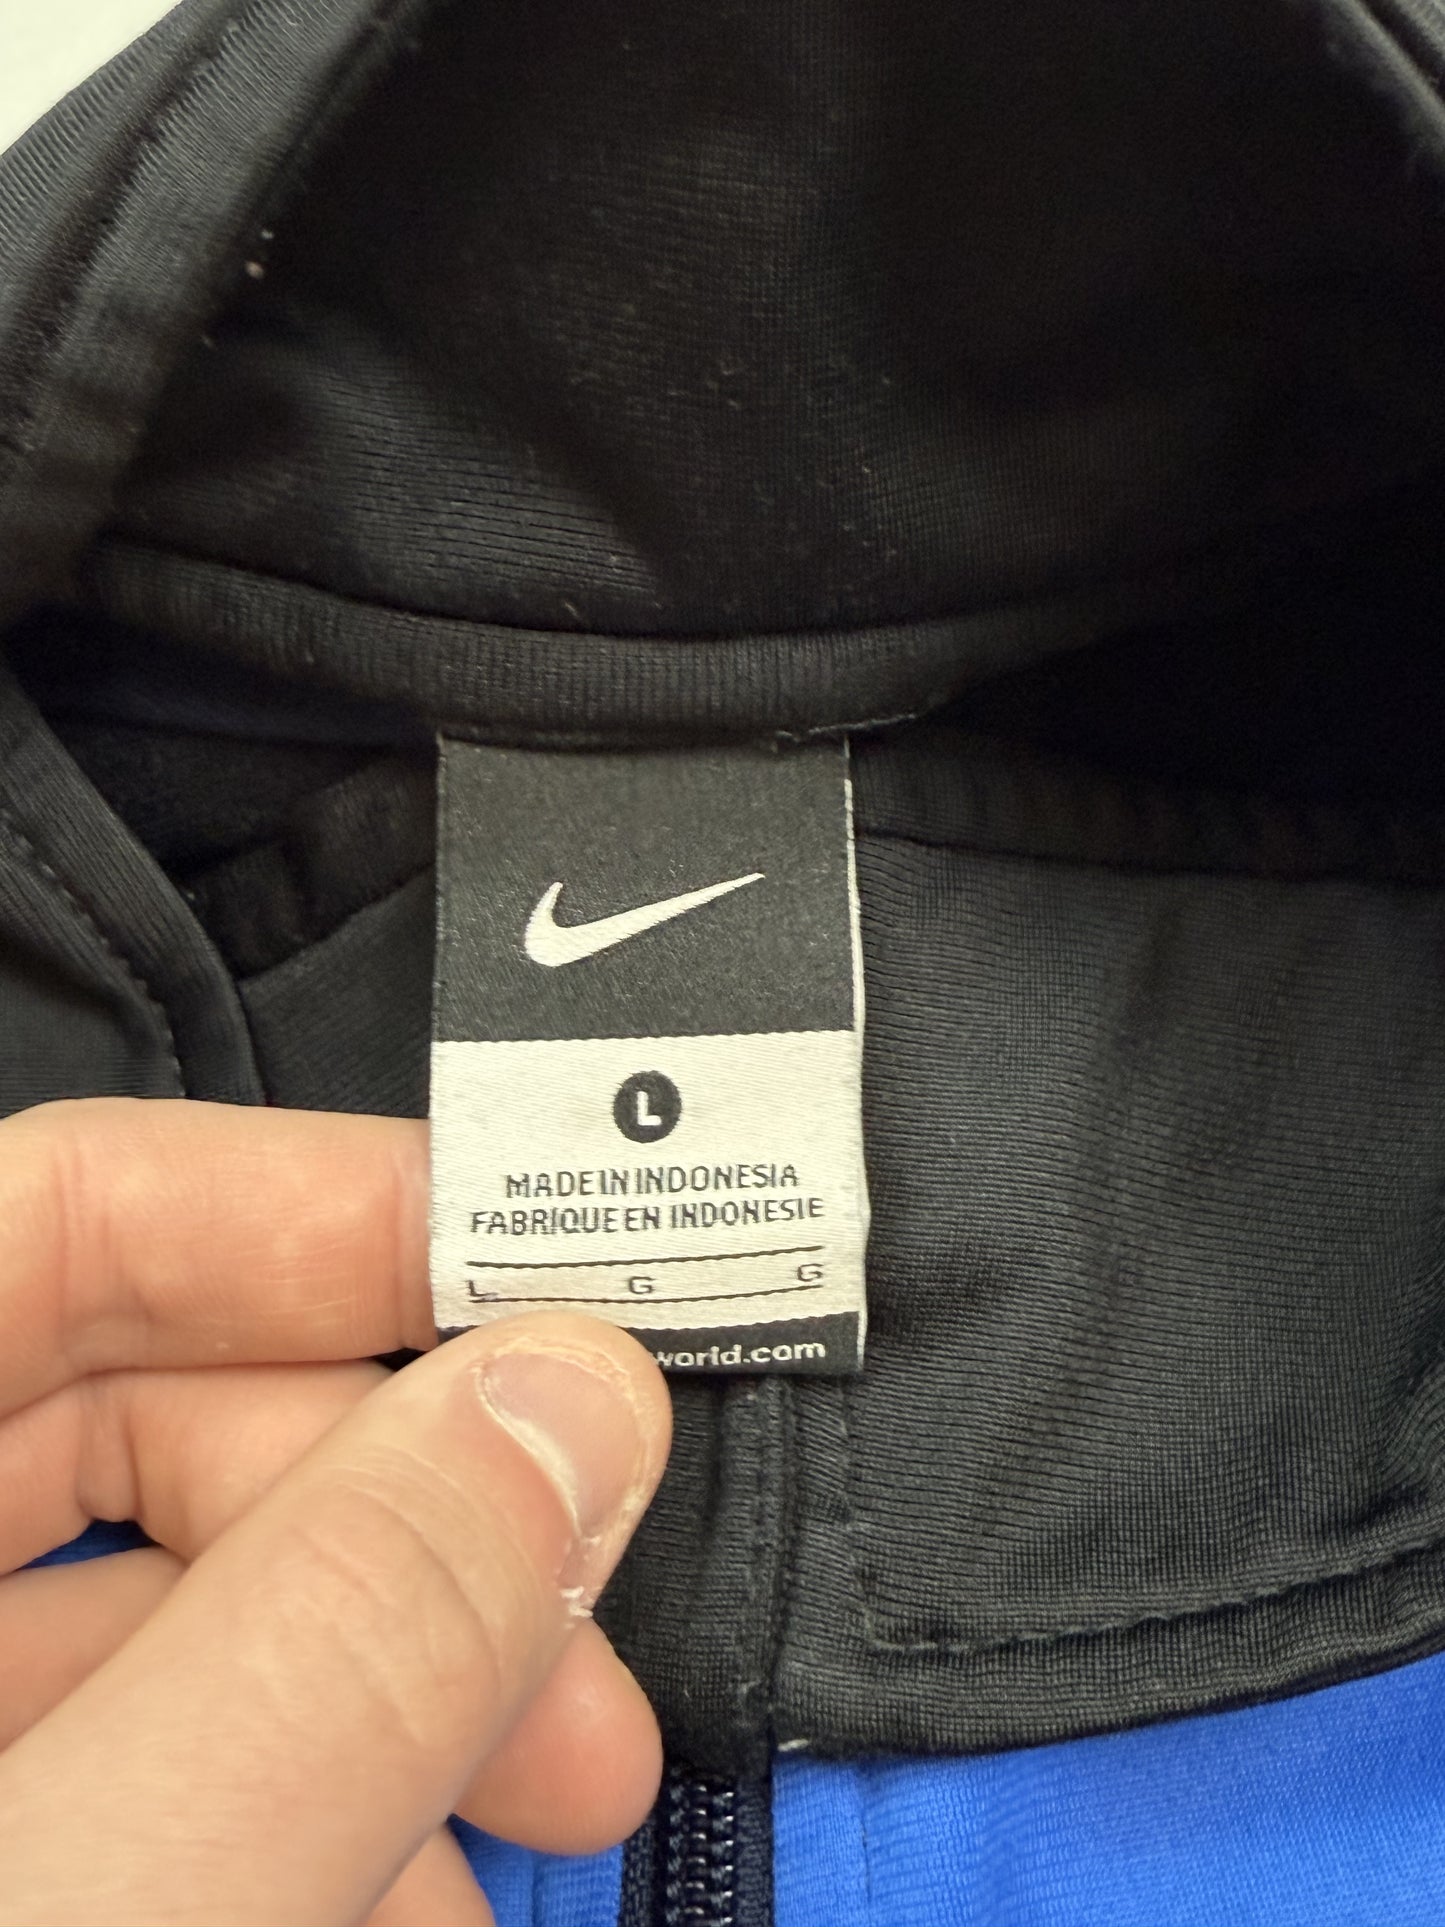 L
MADE IN INDONESIA
FABRIQUE EN INDONESIE
L G G
world.com